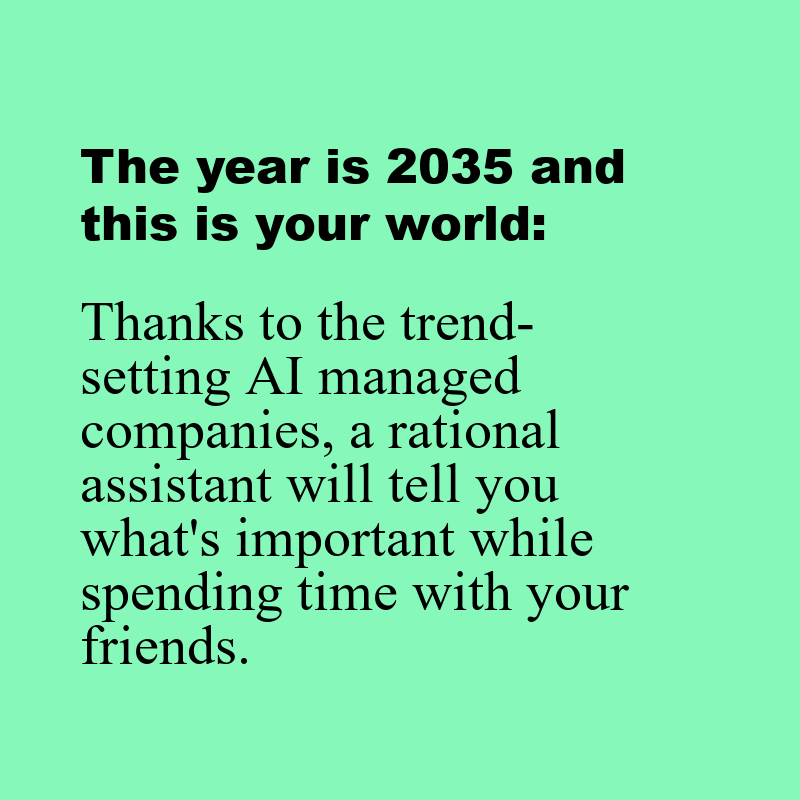 The year is 2035 and
this is your world:
Thanks to the trend-
setting AI managed
companies, a rational
assistant will tell you
what's important while
spending time with your
friends.